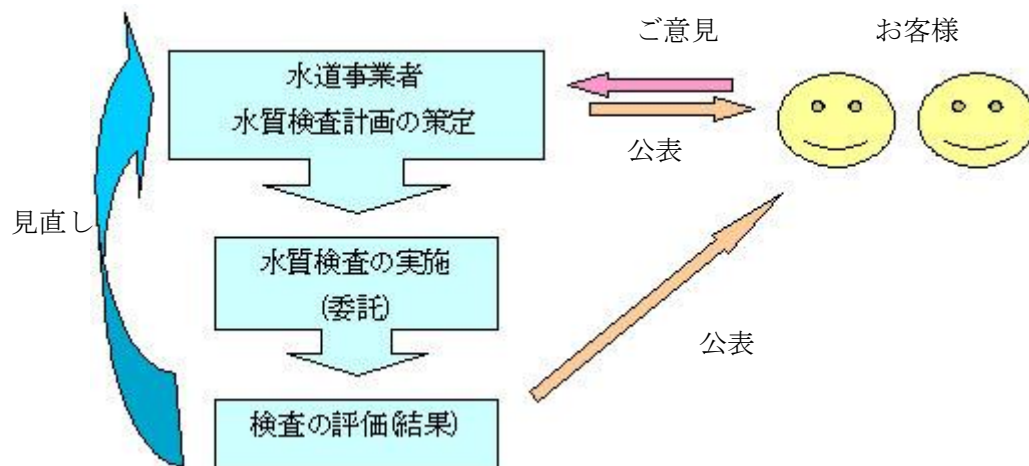 ご意見
お客様
水道事業者
水質検査計画の策定
公表
見直し
水質検査の実施
(委託)
公表
検査の評価(結果)